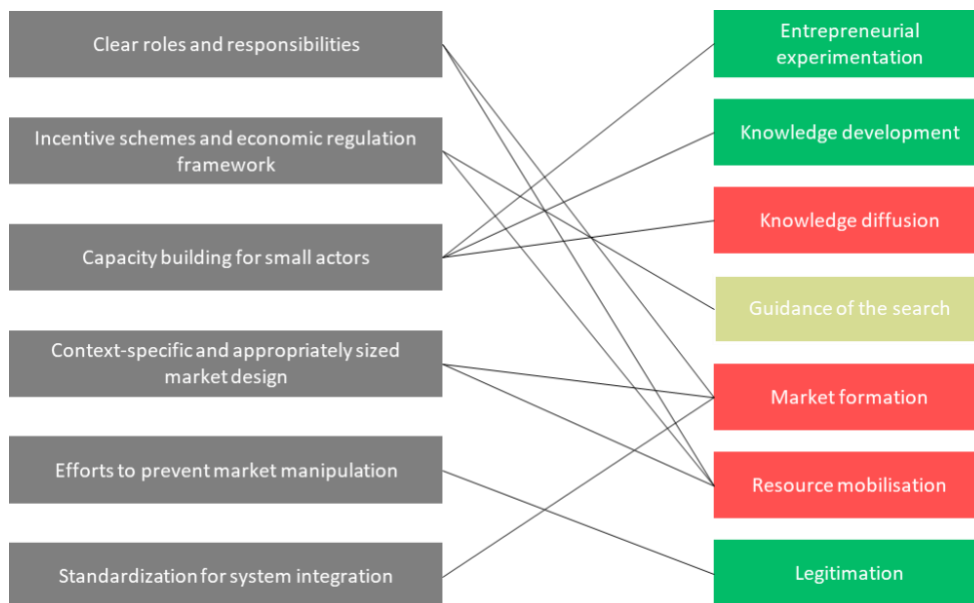 Clear roles and responsibilities
Incentive schemes and economic regulation
framework
Capacity building for small actors
Context-specific and appropriately sized
market design
Efforts to prevent market manipulation
Standardization for system integration
Entrepreneurial
experimentation
Knowledge development
Knowledge diffusion
Guidance of the search
Market formation
Resource mobilisation
Legitimation